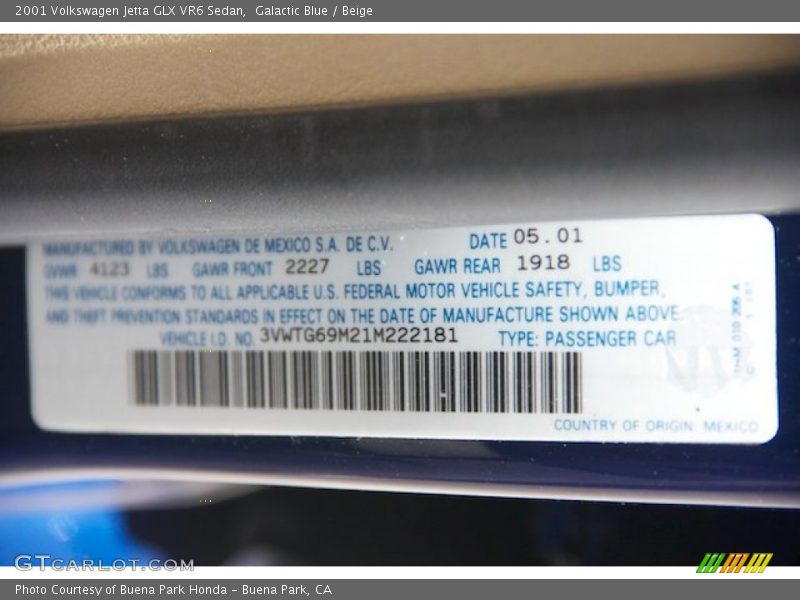 2001 Volkswagen Jetta GLX VR6 Sedan,  Galactic Blue / Beige
MANUFACTURED BY VOLKSWAGEN DE MEXICO S.A. DE C.V. DATE 05.01
GVWR 4123 LBS GAWR FRONT 2227 LBS GAWR REAR 1918 LBS
THIS VEHICLE CONFORMS TO ALL APPLICABLE U.S. FEDERAL MOTOR VEHICLE SAFETY, BUMPER,
AND THEFT PREVENTION STANDARDS IN EFFECT ON THE DATE OF MANUFACTURE SHOWN ABOVE.
VEHICLE I.D. NO. 3VWTG69M21M222181 TYPE: PASSENGER CAR
COUNTRY OF ORIGIN: MEXICO
GTCARLOT.COM
Photo Courtesy of Buena Park Honda – Buena Park, CA